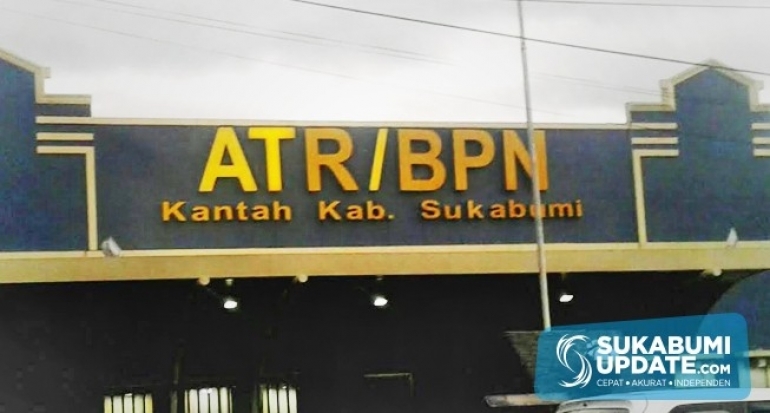 ATR/BPN
Kantah Kab. Sukabumi
SUKABUMI
UPDATE.COM
CEPAT • AKURAT • INDEPENDEN